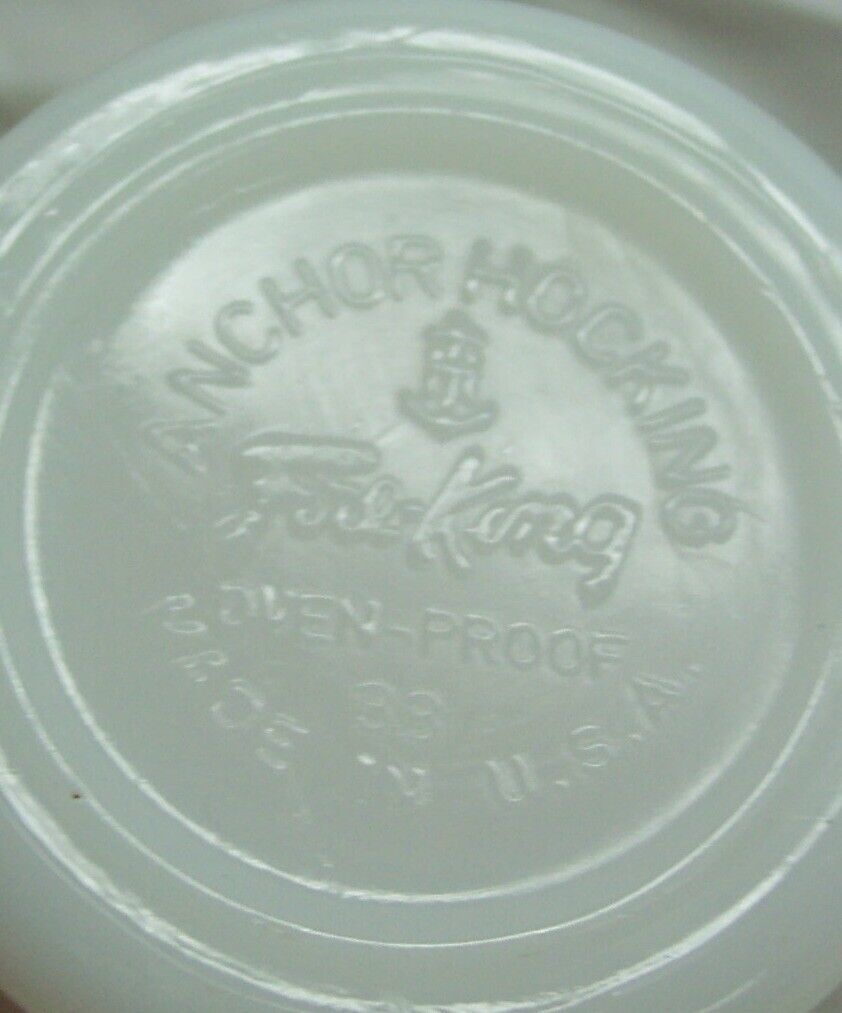 ANCHOR HOCKING
Fire King
OVEN-PROOF
33
MADE IN U.S.A.